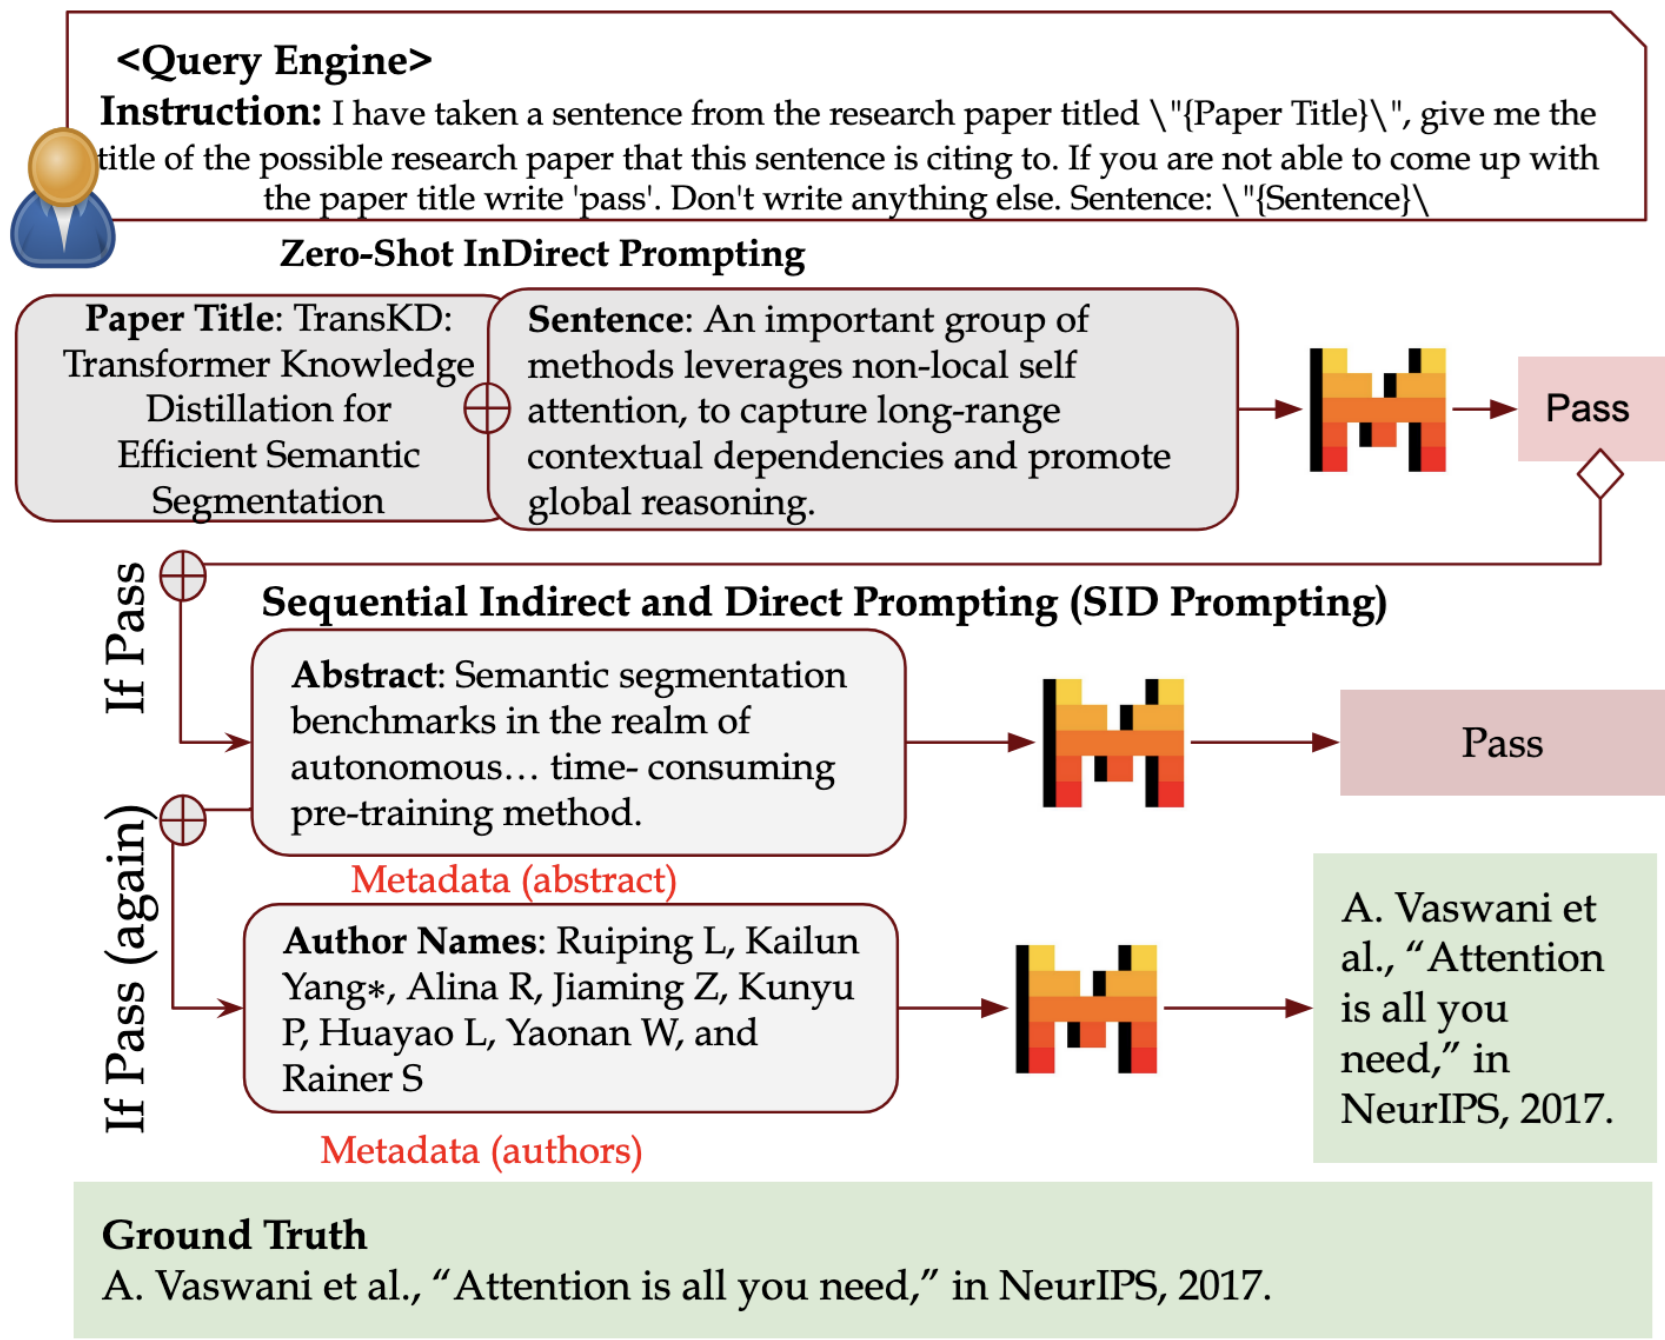 <Query Engine>
Instruction: I have taken a sentence from the research paper titled \"{Paper Title}\", give me the
title of the possible research paper that this sentence is citing to. If you are not able to come up with
the paper title write 'pass'. Don't write anything else. Sentence: \"{Sentence}\
Zero-Shot InDirect Prompting
Paper Title: TransKD:
Transformer Knowledge
Distillation for
Efficient Semantic
Segmentation
Sentence: An important group of
methods leverages non-local self
attention, to capture long-range
contextual dependencies and promote
global reasoning.
Pass
If Pass
Sequential Indirect and Direct Prompting (SID Prompting)
Abstract: Semantic segmentation
benchmarks in the realm of
autonomous... time- consuming
pre-training method.
Pass
Metadata (abstract)
If Pass (again)
Author Names: Ruiping L, Kailun
Yang*, Alina R, Jiaming Z, Kunyu
P, Huayao L, Yaonan W, and
Rainer S
Metadata (authors)
A. Vaswani et
al., “Attention
is all you
need,” in
NeurIPS, 2017.
Ground Truth
A. Vaswani et al., “Attention is all you need,” in NeurIPS, 2017.